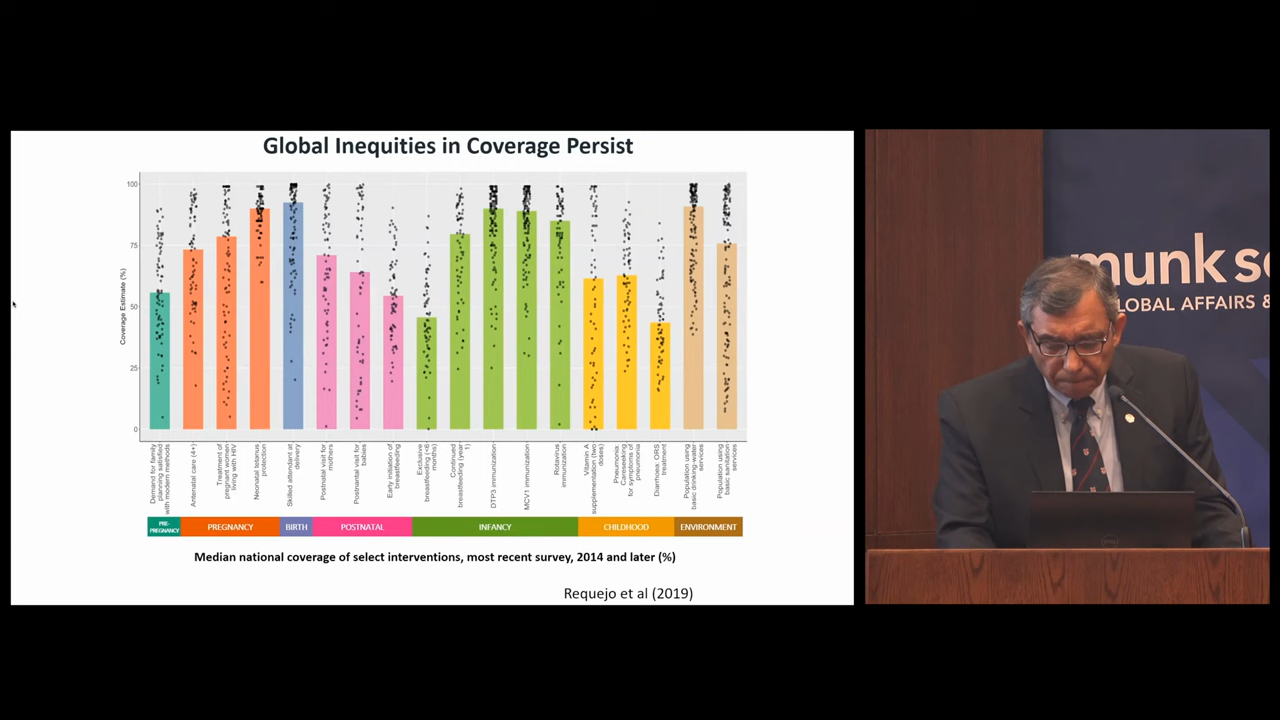 Global Inequities in Coverage Persist
Coverage Estimate (%)
100
75
50
25
0
Demand for family
planning satisfied
with modern methods
Antenatal care (4+)
Treatment of
pregnant women
living with HIV
Neonatal tetanus
protection
Skilled attendant at
delivery
Postnatal visit for
mothers
Postnantal visit for
babies
Early initiation of
breastfeeding
Exclusive
breastfeeding (<6
months)
Continued
breastfeeding (year
1)
DTP3 immunization
MCV1 immunization
Rotavirus
immunization
Vitamin A
supplementation (two
doses)
Pneumonia:
Careseeking
for symptoms of
pneumonia
Diarrhoea: ORS
treatment
Population using
basic drinking-water
services
Population using
basic sanitation
services
PRE-
PREGNANCY
PREGNANCY
BIRTH
POSTNATAL
INFANCY
CHILDHOOD
ENVIRONMENT
Median national coverage of select interventions, most recent survey, 2014 and later (%)
Requejo et al (2019)
munk s
LOBAL AFFAIRS &